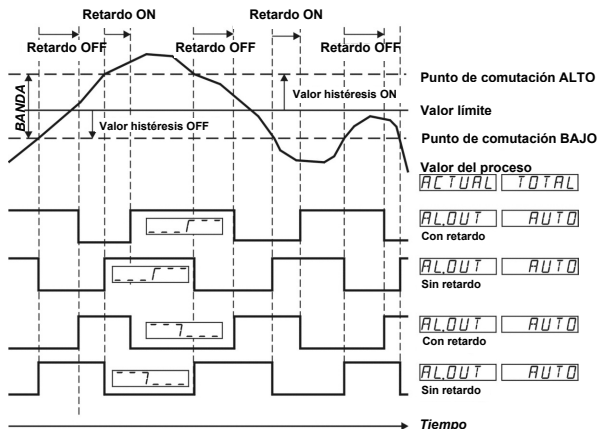 Retardo ON
Retardo ON
Retardo OFF
Retardo OFF
Retardo OFF
BANDA
Valor histéresis ON
Valor histéresis OFF
Punto de comutación ALTO
Valor límite
Punto de comutación BAJO
Valor del proceso
ACTUAL TOTAL
AL.OUT AUTO
Con retardo
AL.OUT AUTO
Sin retardo
AL.OUT AUTO
Con retardo
AL.OUT AUTO
Sin retardo
Tiempo